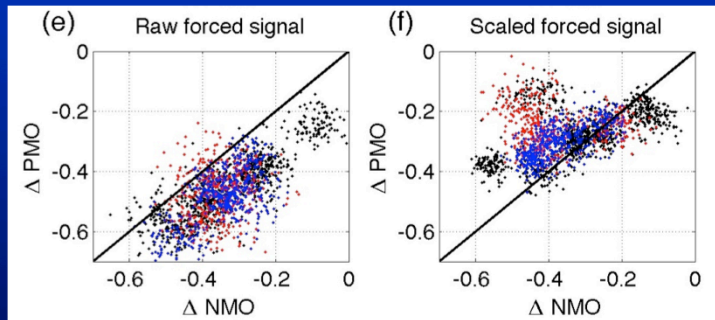 (e) Raw forced signal
0
-0.2
-0.4
-0.6
Δ PMO
-0.6 -0.4 -0.2 0
Δ NMO
(f) Scaled forced signal
0
-0.2
-0.4
-0.6
Δ PMO
-0.6 -0.4 -0.2 0
Δ NMO